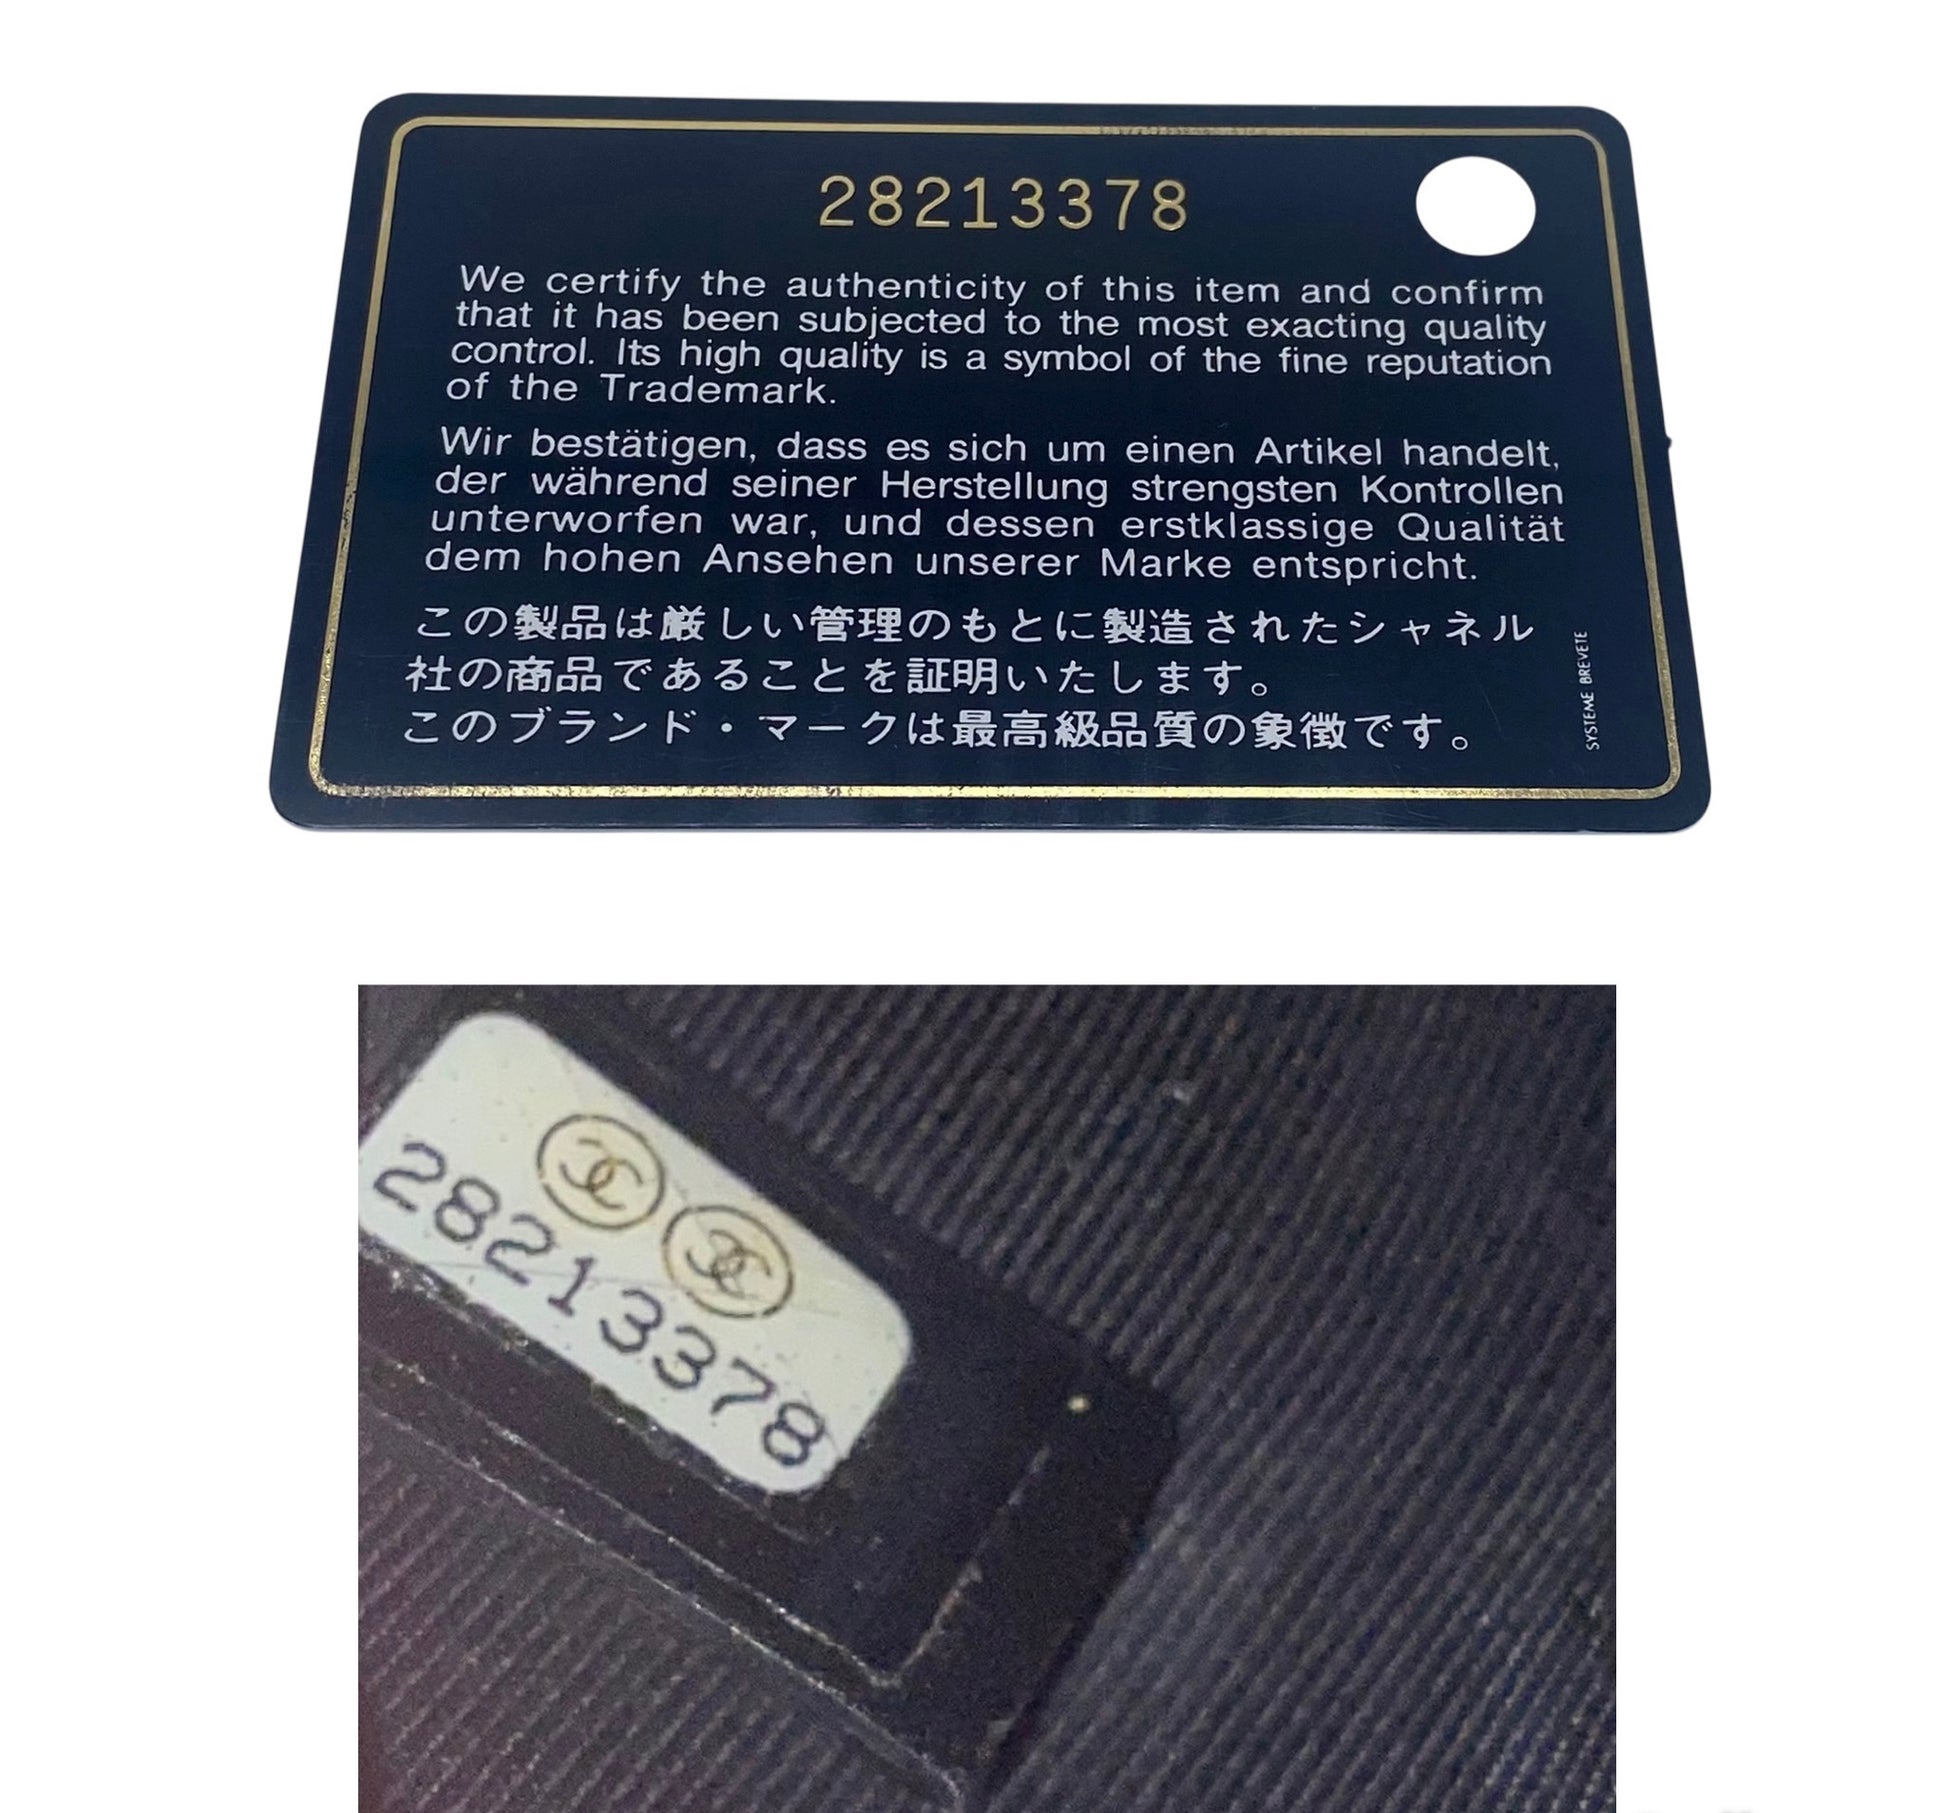 28213378
We certify the authenticity of this item and confirm
that it has been subjected to the most exacting quality
control. Its high quality is a symbol of the fine reputation
of the Trademark.
Wir bestätigen, dass es sich um einen Artikel handelt,
der während seiner Herstellung strengsten Kontrollen
unterworfen war, und dessen erstklassige Qualität
dem hohen Ansehen unserer Marke entspricht.
この製品は厳しい管理のもとに製造されたシャネル
社の商品であることを証明いたします。
このブランド・マークは最高級品質の象徴です。
SYSTEME BREVETE
28213378